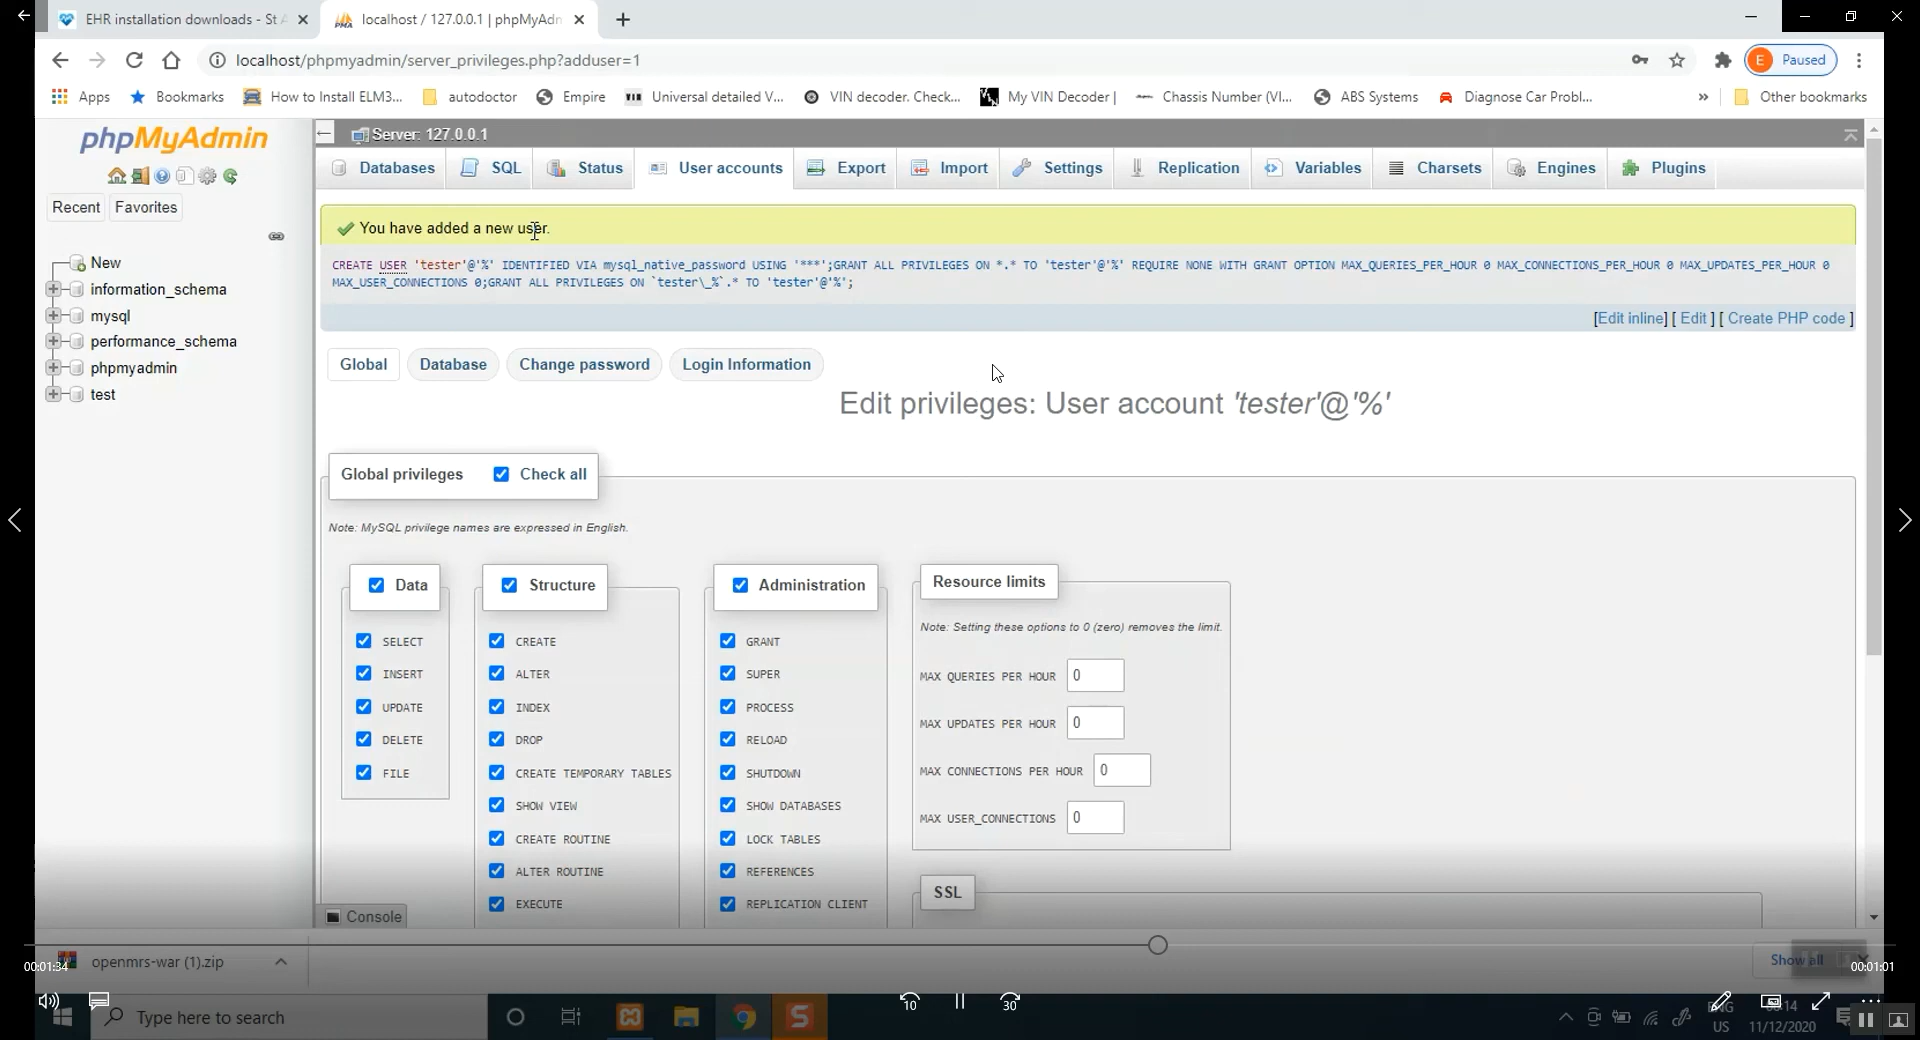 EHR installation downloads - St A
localhost / 127.0.0.1 | phpMyAdm
localhost/phpmyadmin/server_privileges.php?adduser=1
E Paused
Apps Bookmarks How to Install ELM3... autodoctor Empire Universal detailed V... VIN decoder. Check... My VIN Decoder | Chassis Number (VI... ABS Systems Diagnose Car Probl... » Other bookmarks
phpMyAdmin
Recent Favorites
New
information_schema
mysql
performance_schema
phpmyadmin
test
Server: 127.0.0.1
Databases SQL Status User accounts Export Import Settings Replication Variables Charsets Engines Plugins
You have added a new user.
CREATE USER 'tester'@'%' IDENTIFIED VIA mysql_native_password USING '***';GRANT ALL PRIVILEGES ON *.* TO 'tester'@'%' REQUIRE NONE WITH GRANT OPTION MAX_QUERIES_PER_HOUR 0 MAX_CONNECTIONS_PER_HOUR 0 MAX_UPDATES_PER_HOUR 0
MAX_USER_CONNECTIONS 0;GRANT ALL PRIVILEGES ON `tester\_%`.* TO 'tester'@'%';
[Edit inline] [ Edit ] [ Create PHP code ]
Global Database Change password Login Information
Edit privileges: User account 'tester'@'%'
Global privileges Check all
Note: MySQL privilege names are expressed in English.
Data
SELECT
INSERT
UPDATE
DELETE
FILE
Structure
CREATE
ALTER
INDEX
DROP
CREATE TEMPORARY TABLES
SHOW VIEW
CREATE ROUTINE
ALTER ROUTINE
EXECUTE
Administration
GRANT
SUPER
PROCESS
RELOAD
SHUTDOWN
SHOW DATABASES
LOCK TABLES
REFERENCES
REPLICATION CLIENT
Resource limits
Note: Setting these options to 0 (zero) removes the limit.
MAX QUERIES PER HOUR 0
MAX UPDATES PER HOUR 0
MAX CONNECTIONS PER HOUR 0
MAX USER_CONNECTIONS 0
SSL
Console
openmrs-war (1).zip
Show all
00:01:34
00:01:01
10
30
Type here to search
US
11/12/2020